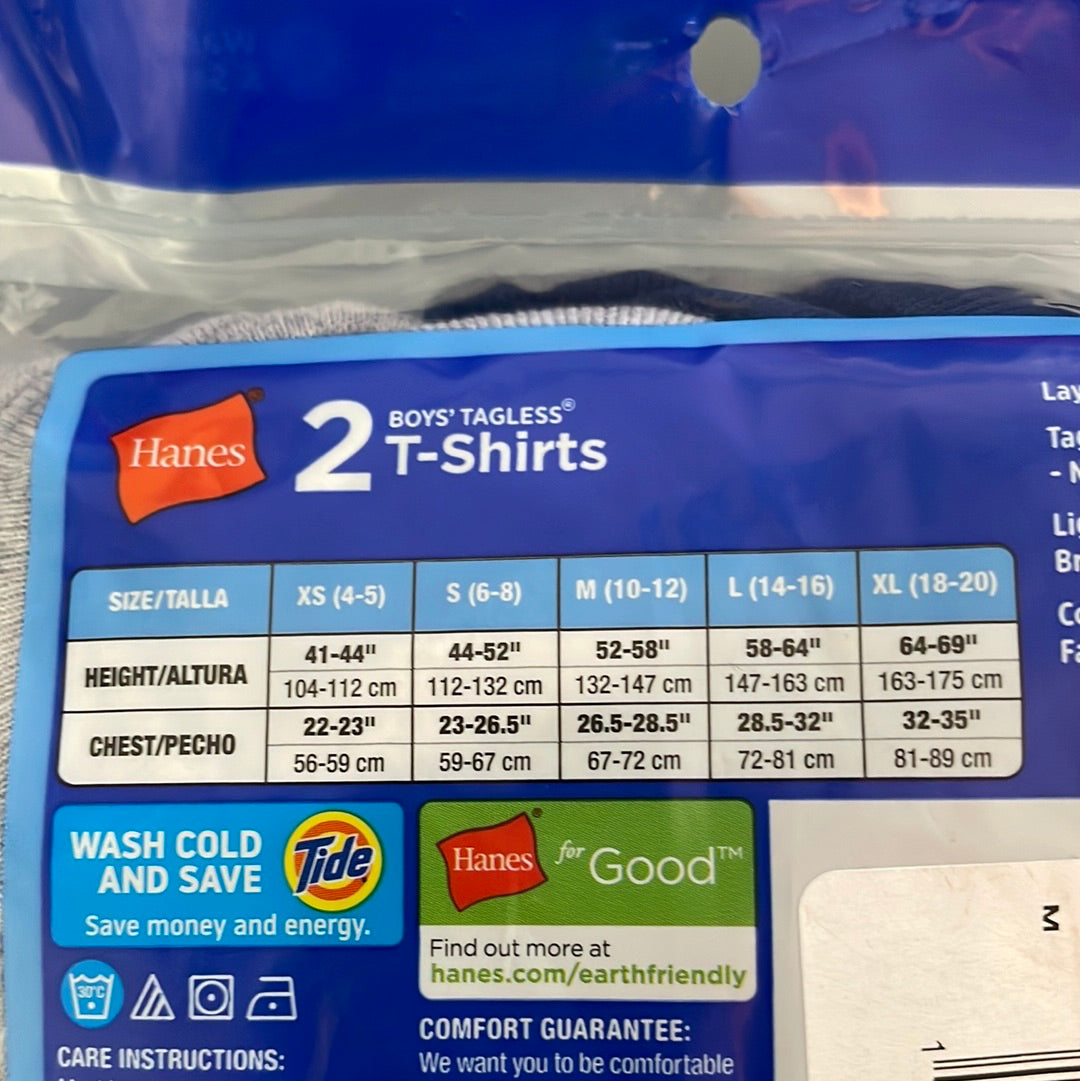 Hanes®
2 BOYS' TAGLESS®
T-Shirts
SIZE/TALLA XS (4-5) S (6-8) M (10-12) L (14-16) XL (18-20)
HEIGHT/ALTURA 41-44" 44-52" 52-58" 58-64" 64-69"
104-112 cm 112-132 cm 132-147 cm 147-163 cm 163-175 cm
CHEST/PECHO 22-23" 23-26.5" 26.5-28.5" 28.5-32" 32-35"
56-59 cm 59-67 cm 67-72 cm 72-81 cm 81-89 cm
WASH COLD
AND SAVE
Tide
Save money and energy.
Hanes for Good™
Find out more at
hanes.com/earthfriendly
30°C
CARE INSTRUCTIONS:
COMFORT GUARANTEE:
We want you to be comfortable
M
1